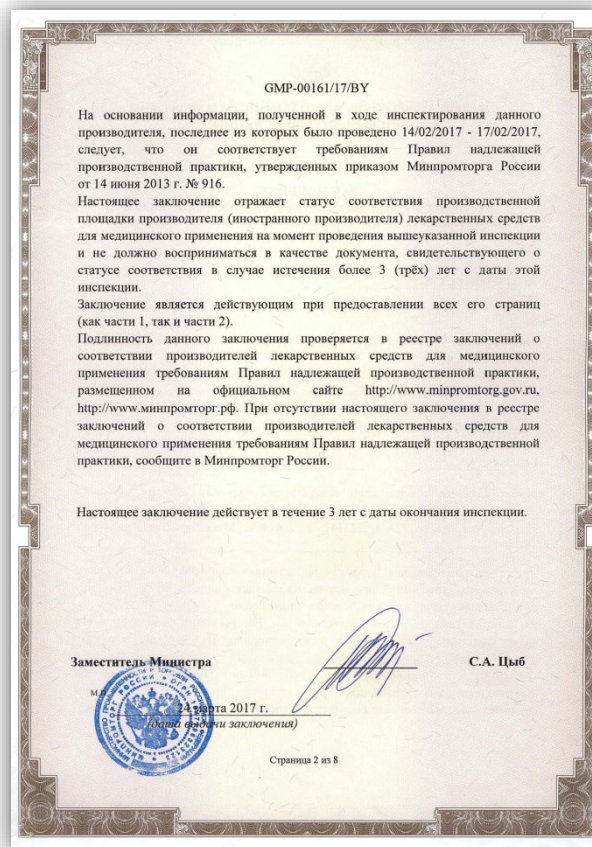 GMP-00161/17/BY
На основании информации, полученной в ходе инспектирования данного
производителя, последнее из которых было проведено 14/02/2017 - 17/02/2017,
следует, что он соответствует требованиям Правил надлежащей
производственной практики, утвержденных приказом Минпромторга России
от 14 июня 2013 г. № 916.
Настоящее заключение отражает статус соответствия производственной
площадки производителя (иностранного производителя) лекарственных средств
для медицинского применения на момент проведения вышеуказанной инспекции
и не должно восприниматься в качестве документа, свидетельствующего о
статусе соответствия в случае истечения более 3 (трёх) лет с даты этой
инспекции.
Заключение является действующим при предоставлении всех его страниц
(как части 1, так и части 2).
Подлинность данного заключения проверяется в реестре заключений о
соответствии производителей лекарственных средств для медицинского
применения требованиям Правил надлежащей производственной практики,
размещенном на официальном сайте http://www.minpromtorg.gov.ru,
http://www.минпромторг.рф. При отсутствии настоящего заключения в реестре
заключений о соответствии производителей лекарственных средств для
медицинского применения требованиям Правил надлежащей производственной
практики, сообщите в Минпромторг России.
Настоящее заключение действует в течение 3 лет с даты окончания инспекции.
Заместитель Министра С.А. Цыб
М.П.
24 марта 2017 г.
(дата выдачи заключения)
Страница 2 из 8